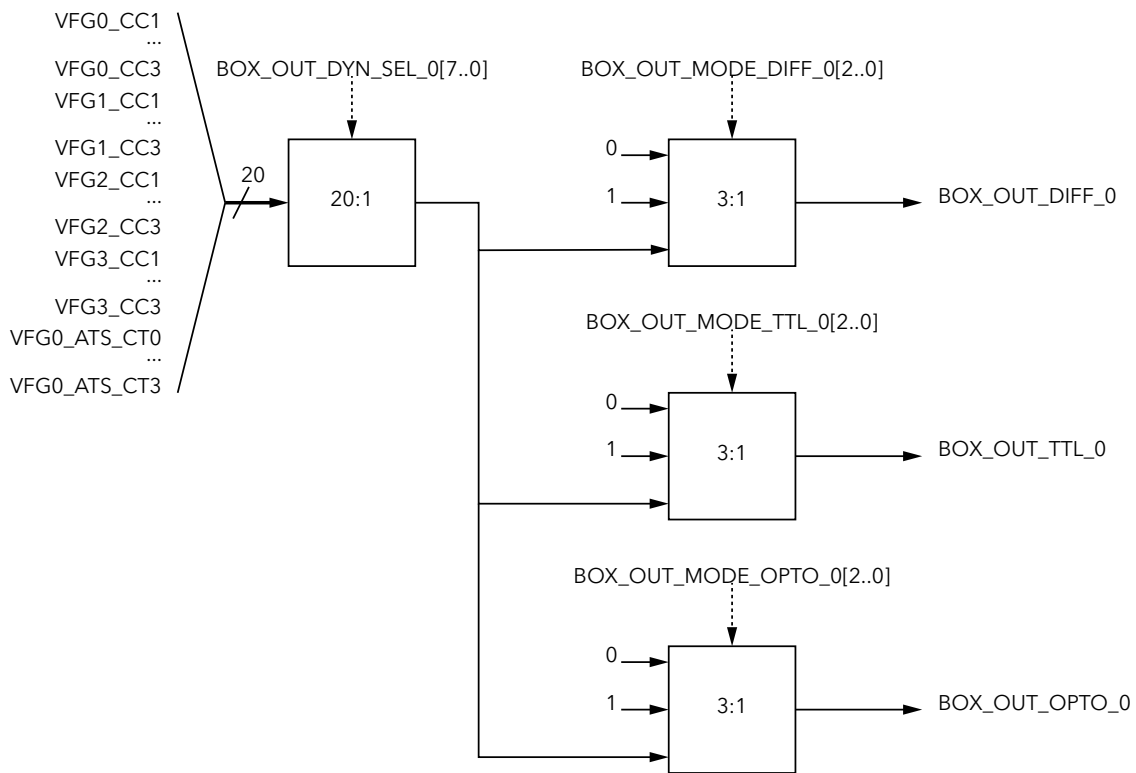 VFG0_CC1
...
VFG0_CC3
VFG1_CC1
...
VFG1_CC3
VFG2_CC1
...
VFG2_CC3
VFG3_CC1
...
VFG3_CC3
VFG0_ATS_CT0
...
VFG0_ATS_CT3
20
BOX_OUT_DYN_SEL_0[7..0]
20:1
BOX_OUT_MODE_DIFF_0[2..0]
0
1
3:1
BOX_OUT_DIFF_0
BOX_OUT_MODE_TTL_0[2..0]
0
1
3:1
BOX_OUT_TTL_0
BOX_OUT_MODE_OPTO_0[2..0]
0
1
3:1
BOX_OUT_OPTO_0